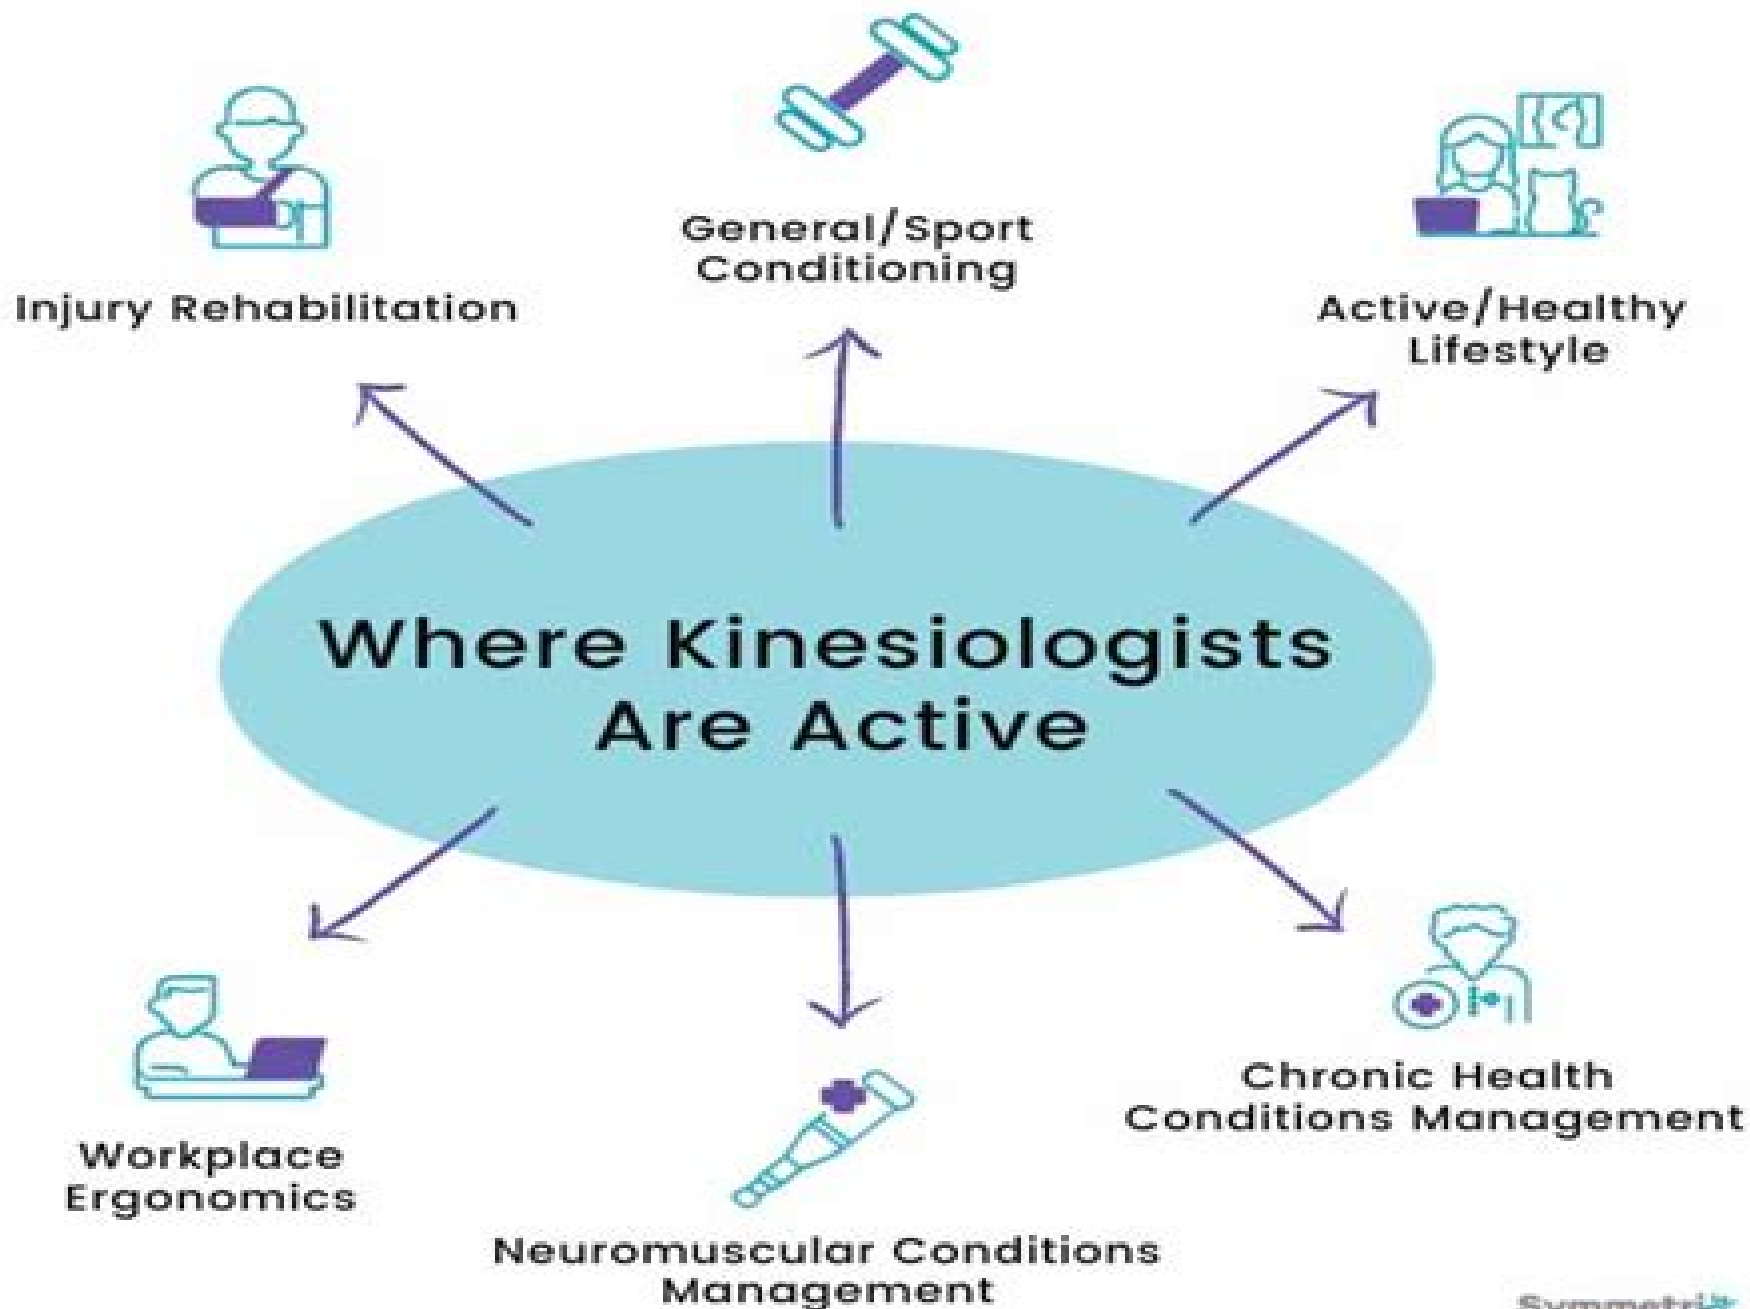 General/Sport
Conditioning
Injury Rehabilitation
Active/Healthy
Lifestyle
Where Kinesiologists
Are Active
Chronic Health
Conditions Management
Workplace
Ergonomics
Neuromuscular Conditions
Management